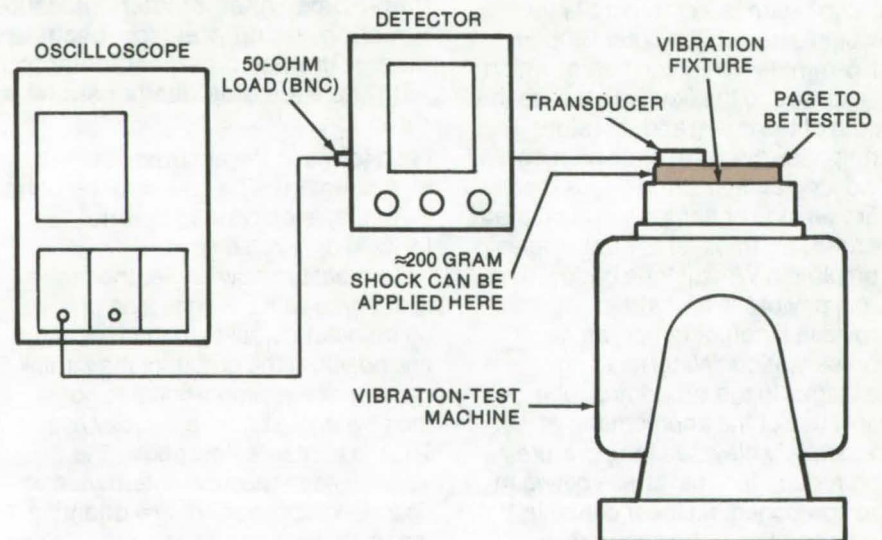 OSCILLOSCOPE
50-OHM
LOAD (BNC)
DETECTOR
VIBRATION
FIXTURE
TRANSDUCER
PAGE TO
BE TESTED
≈200 GRAM
SHOCK CAN BE
APPLIED HERE
VIBRATION-TEST
MACHINE